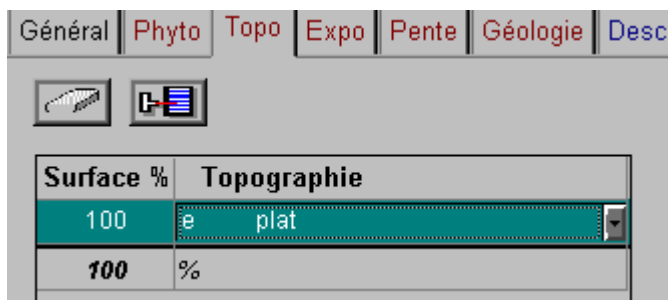 Général Phyto Topo Expo Pente Géologie Desc
Surface % Topographie
100 e plat
100 %